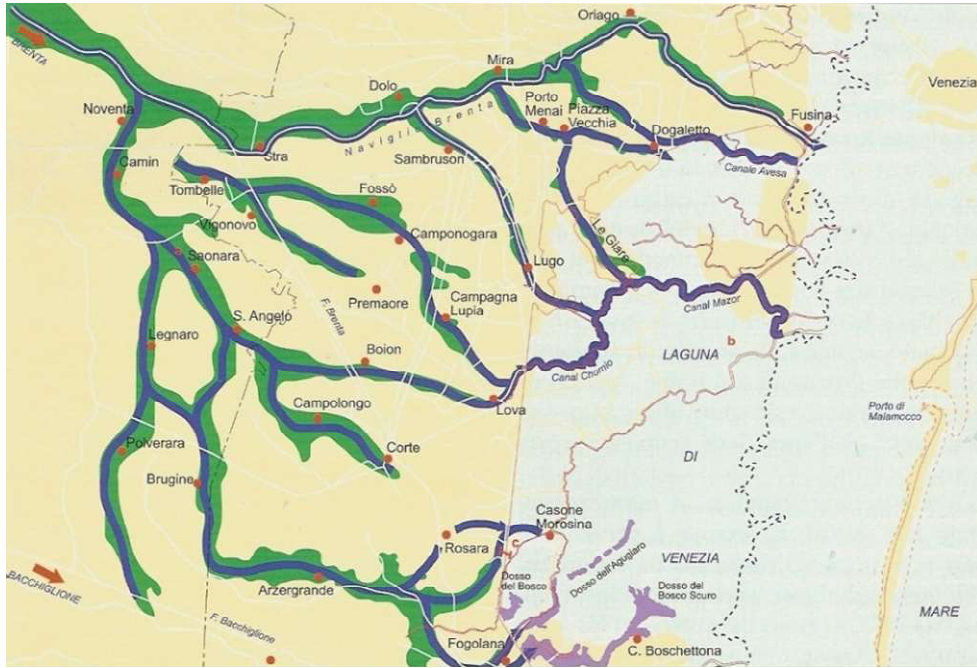 Oriago
BRENTA
Mira
Dolo
Venezia
Noventa
Porto
Menai
Piazza
Vecchia
Fusina
Naviglio Brenta
Dogaletto
Stra
Sambruson
Canale Avesa
Camin
Tombelle
Fossò
Vigonovo
Le Giare
Camponogara
Saonara
Lugo
Premaore
Campagna
Lupia
Canal Mazor
F. Brenta
S. Angelo
Legnaro
Boion
LAGUNA
b
Canal Chornio
Campolongo
Lova
Porto di
Malamocco
Polverara
Corte
DI
Brugine
Casone
Morosina
Rosara
c
VENEZIA
Dosso
del Bosco
Dosso dell'Agugiaro
Dosso del
Bosco Scuro
BACCHIGLIONE
Arzergrande
MARE
F. Bacchiglione
Fogolana
C. Boschettona